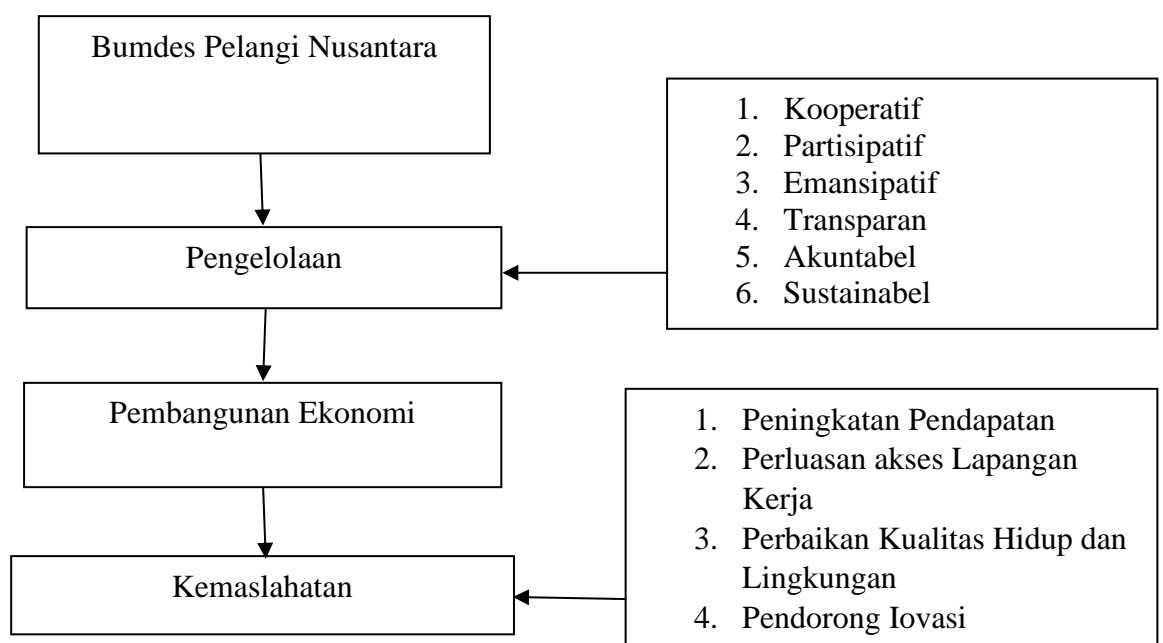 Bumdes Pelangi Nusantara
1. Kooperatif
2. Partisipatif
3. Emansipatif
4. Transparan
5. Akuntabel
6. Sustainabel
Pengelolaan
Pembangunan Ekonomi
1. Peningkatan Pendapatan
2. Perluasan akses Lapangan
Kerja
3. Perbaikan Kualitas Hidup dan
Lingkungan
4. Pendorong Iovasi
Kemaslahatan